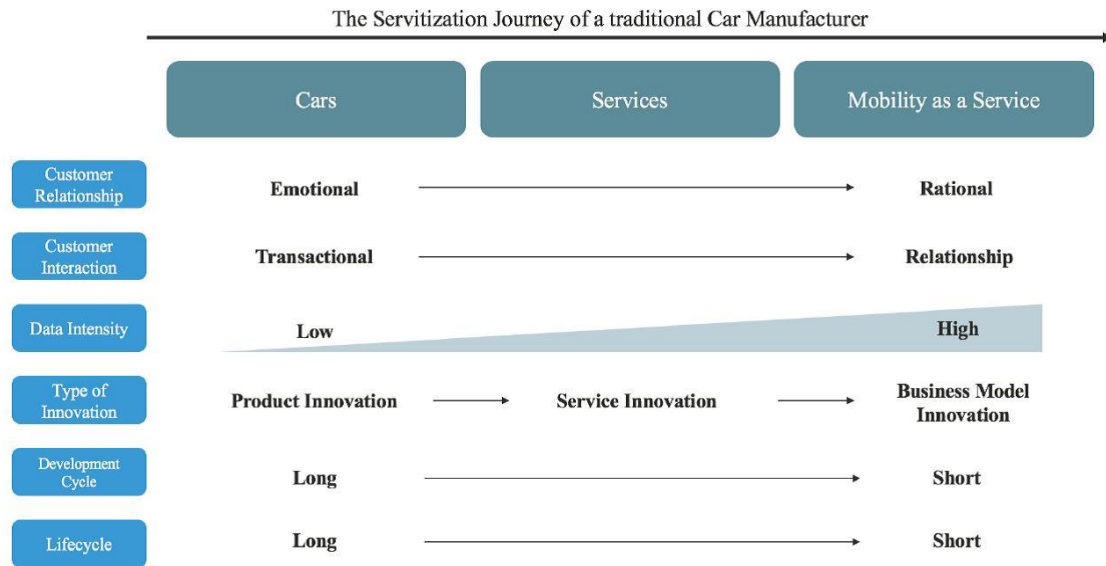 The Servitization Journey of a traditional Car Manufacturer
Cars
Services
Mobility as a Service
Customer
Relationship
Emotional
Rational
Customer
Interaction
Transactional
Relationship
Data Intensity
Low
High
Type of
Innovation
Product Innovation
Service Innovation
Business Model
Innovation
Development
Cycle
Long
Short
Lifecycle
Long
Short